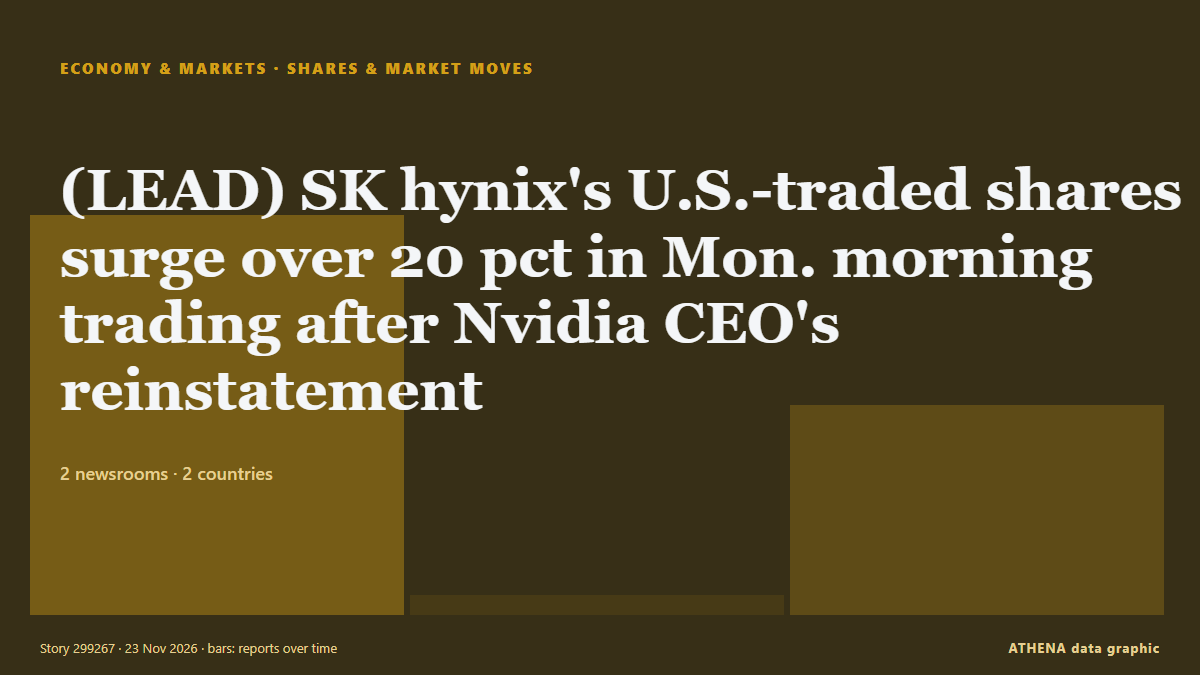 ECONOMY & MARKETS · SHARES & MARKET MOVES
(LEAD) SK hynix's U.S.-traded shares
surge over 20 pct in Mon. morning
trading after Nvidia CEO's
reinstatement
2 newsrooms · 2 countries
Story 299267 · 23 Nov 2026 · bars: reports over time
ATHENA data graphic